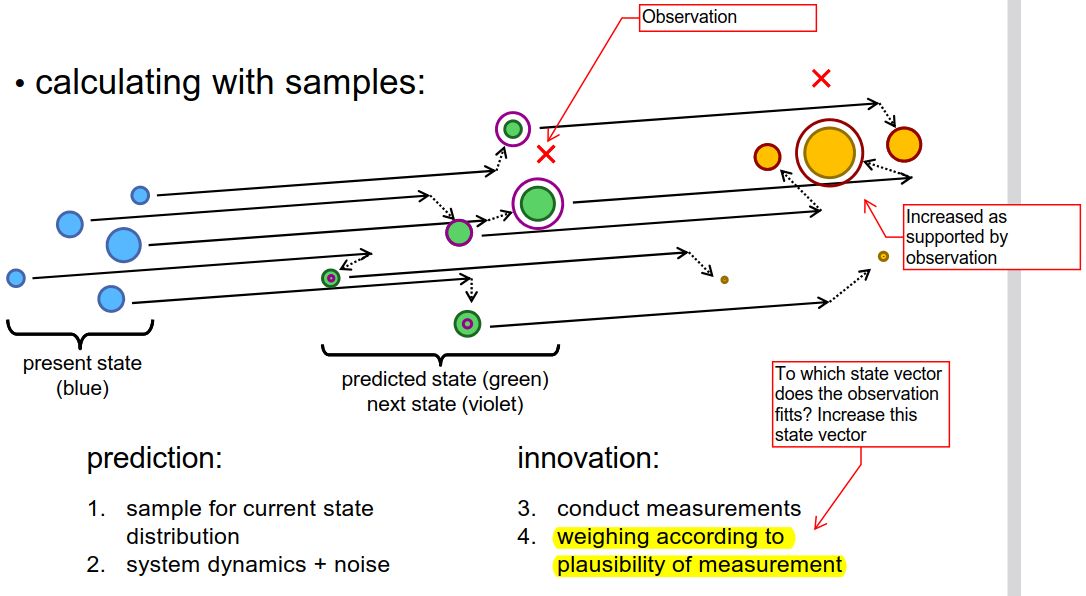 Observation
• calculating with samples:
Increased as
supported by
observation
present state
(blue)
predicted state (green)
next state (violet)
To which state vector
does the observation
fitts? Increase this
state vector
prediction:
1. sample for current state
distribution
2. system dynamics + noise
innovation:
3. conduct measurements
4. weighing according to
plausibility of measurement